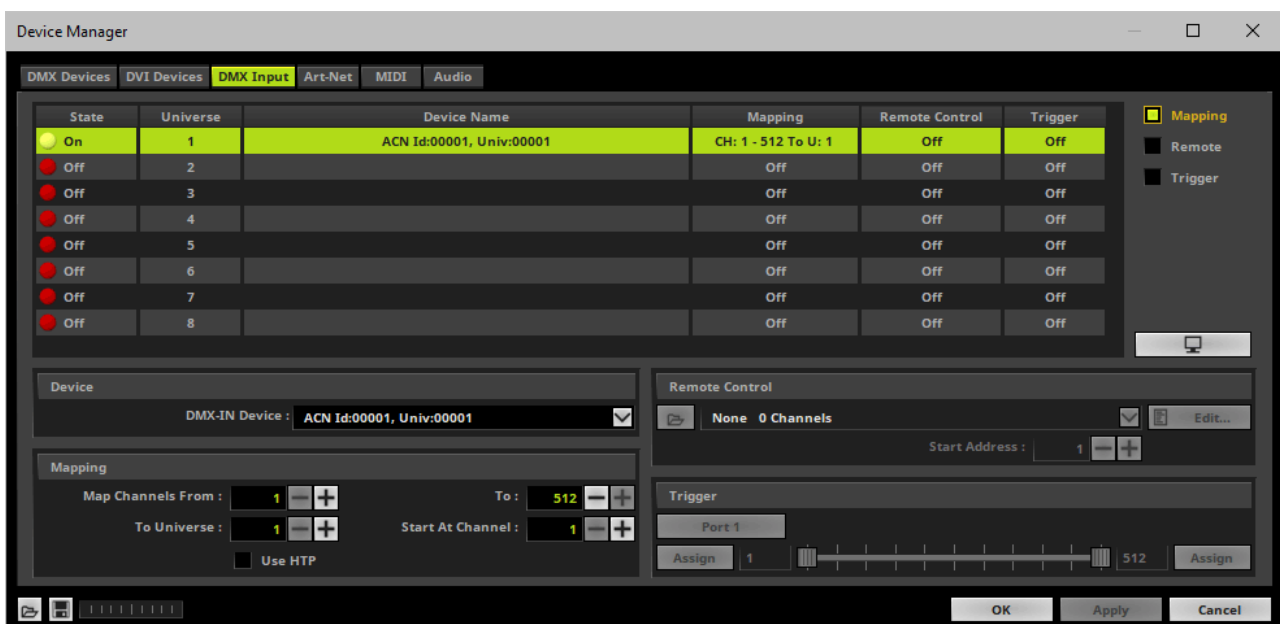 Device Manager
DMX Devices DVI Devices DMX Input Art-Net MIDI Audio
State Universe Device Name Mapping Remote Control Trigger
On 1 ACN Id:00001, Univ:00001 CH: 1 - 512 To U: 1 Off Off
Off 2 Off Off Off
Off 3 Off Off Off
Off 4 Off Off Off
Off 5 Off Off Off
Off 6 Off Off Off
Off 7 Off Off Off
Off 8 Off Off Off
Mapping
Remote
Trigger
Device
DMX-IN Device : ACN Id:00001, Univ:00001
Mapping
Map Channels From : 1 To : 512
To Universe : 1 Start At Channel : 1
Use HTP
Remote Control
None 0 Channels Edit...
Start Address : 1
Trigger
Port 1
Assign 1 512 Assign
OK Apply Cancel